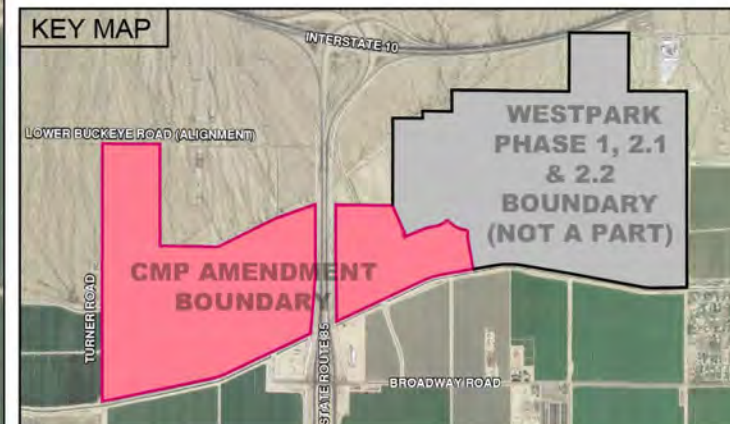 KEY MAP
INTERSTATE 10
LOWER BUCKEYE ROAD (ALIGNMENT)
WESTPARK
PHASE 1, 2.1
& 2.2
BOUNDARY
(NOT A PART)
CMP AMENDMENT
BOUNDARY
TURNER ROAD
STATE ROUTE 85
BROADWAY ROAD